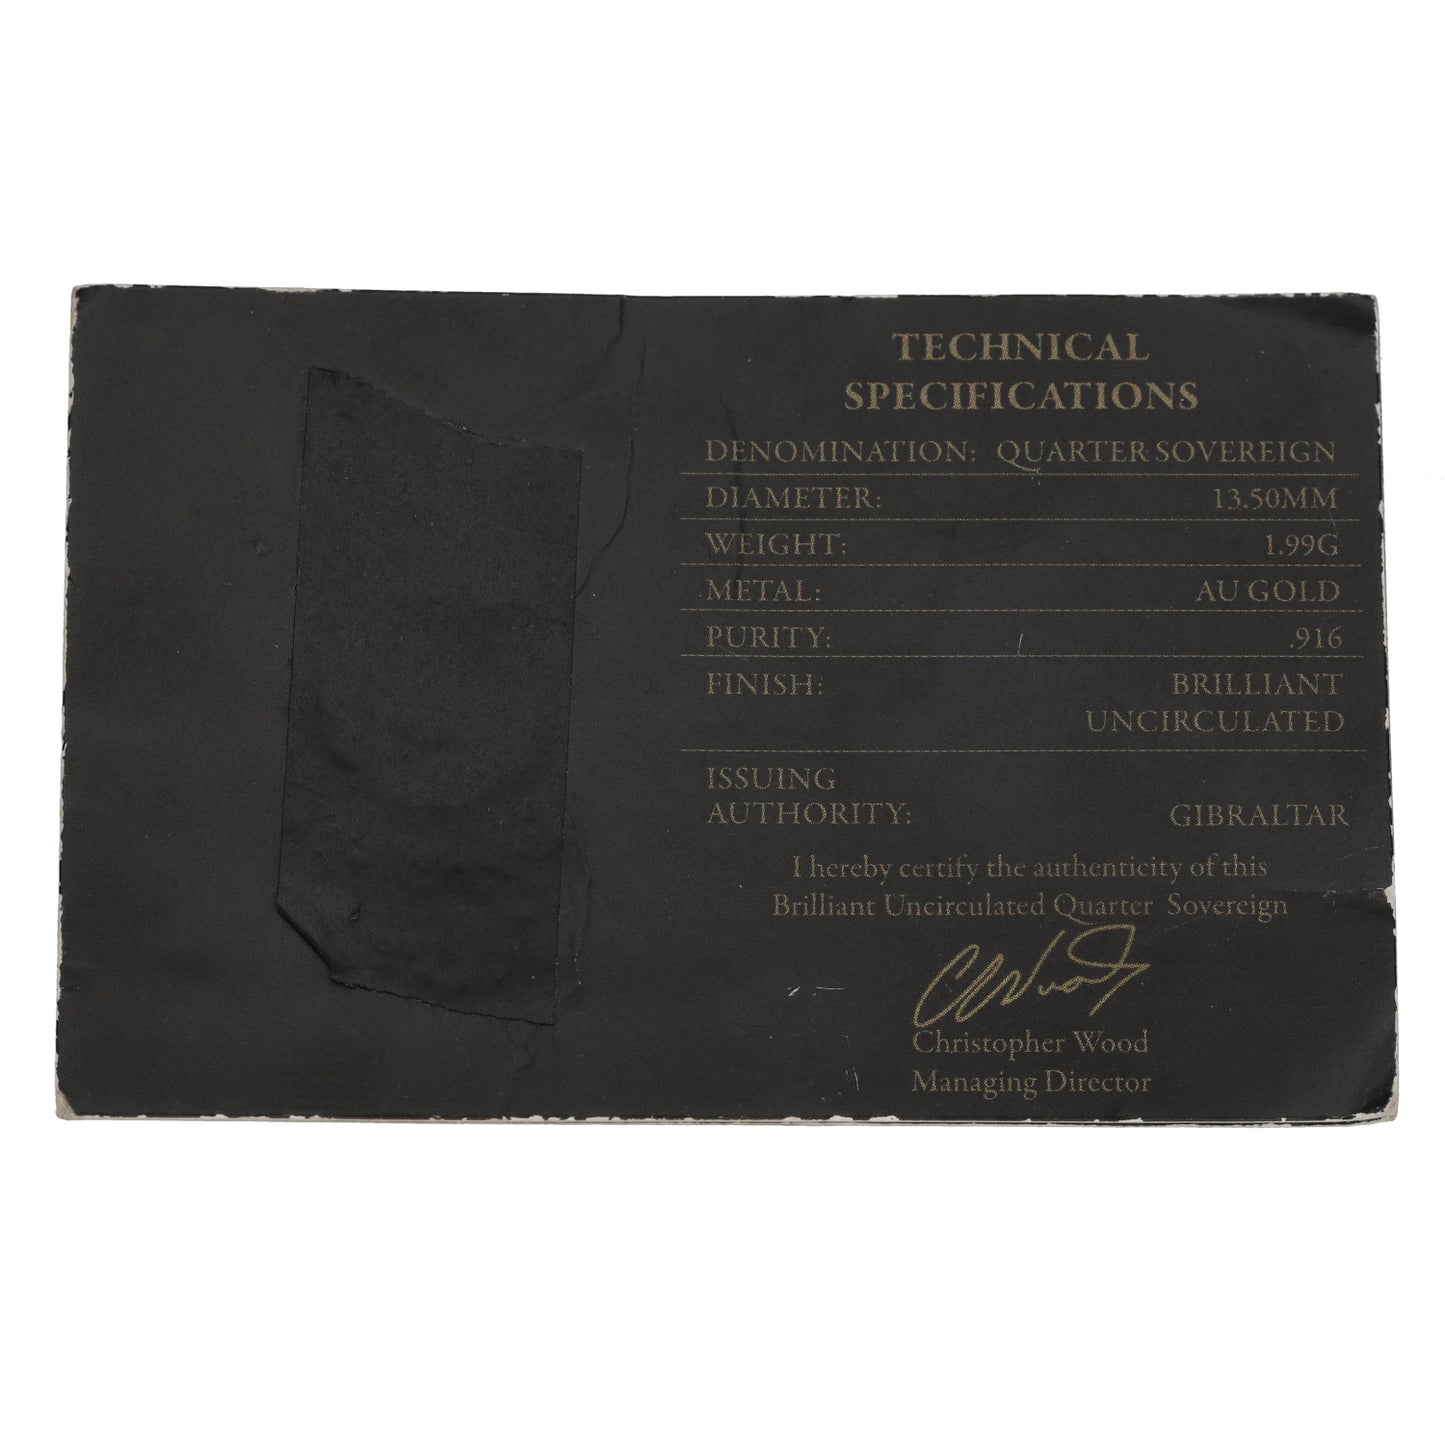 TECHNICAL
SPECIFICATIONS
DENOMINATION: QUARTER SOVEREIGN
DIAMETER: 13.50MM
WEIGHT: 1.99G
METAL: AU GOLD
PURITY: .916
FINISH: BRILLIANT
UNCIRCULATED
ISSUING
AUTHORITY: GIBRALTAR
I hereby certify the authenticity of this
Brilliant Uncirculated Quarter Sovereign
CWood
Christopher Wood
Managing Director